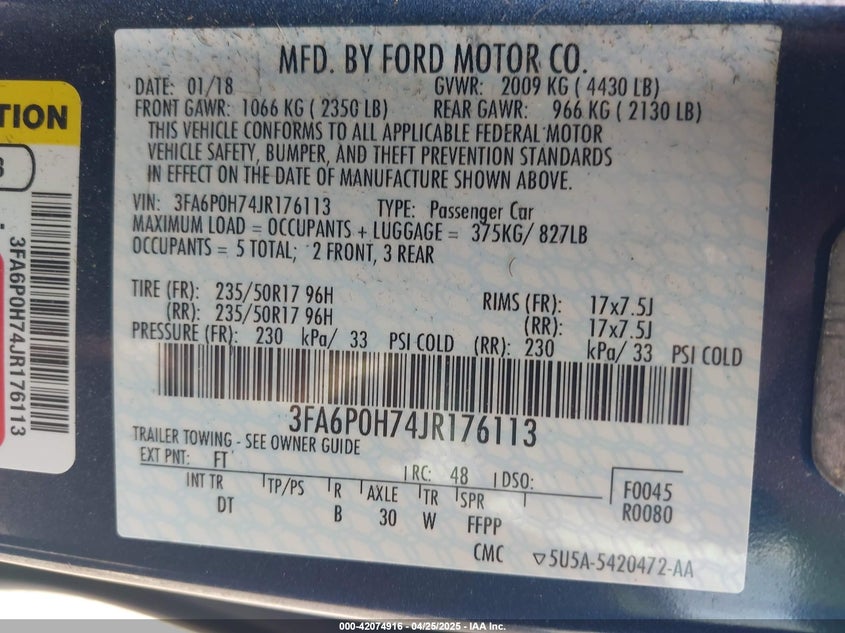 MFD. BY FORD MOTOR CO.
DATE: 01/18 GVWR: 2009 KG ( 4430 LB)
FRONT GAWR: 1066 KG ( 2350 LB) REAR GAWR: 966 KG ( 2130 LB)
THIS VEHICLE CONFORMS TO ALL APPLICABLE FEDERAL MOTOR
VEHICLE SAFETY, BUMPER, AND THEFT PREVENTION STANDARDS
IN EFFECT ON THE DATE OF MANUFACTURE SHOWN ABOVE.
VIN: 3FA6P0H74JR176113 TYPE: Passenger Car
MAXIMUM LOAD = OCCUPANTS + LUGGAGE = 375KG/ 827LB
OCCUPANTS = 5 TOTAL; 2 FRONT, 3 REAR
TIRE (FR): 235/50R17 96H RIMS (FR): 17x7.5J
(RR): 235/50R17 96H (RR): 17x7.5J
PRESSURE (FR): 230 kPa/ 33 PSI COLD (RR): 230 kPa/ 33 PSI COLD
3FA6P0H74JR176113
TRAILER TOWING - SEE OWNER GUIDE
EXT PNT: FT RC: 48 DSO:
INT TR TP/PS R AXLE TR SPR F0045
DT B 30 W FFPP R0080
CMC 5U5A-5420472-AA
TION
3FA6P0H74JR176113
000-42074916 - 04/25/2025 - IAA Inc.